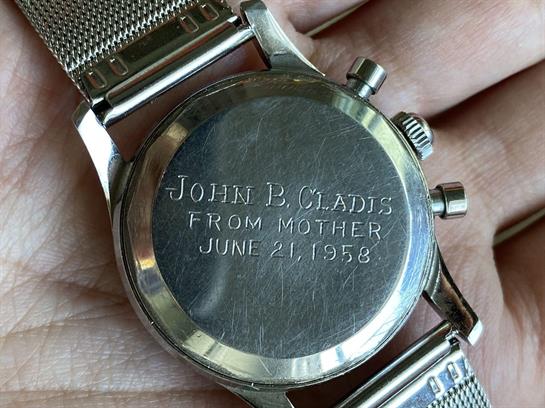 JOHN B. CLADIS
FROM MOTHER
JUNE 21, 1958